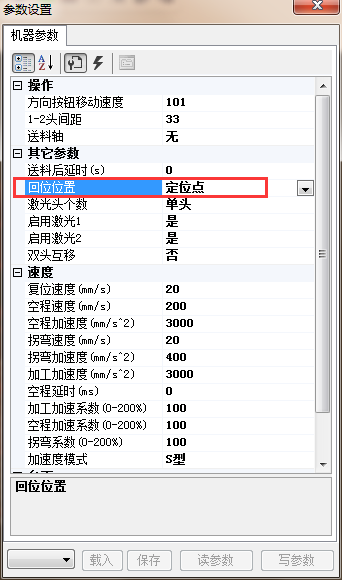 参数设置
机器参数
操作
方向按钮移动速度 101
1-2头间距 33
送料轴 无
其它参数
送料后延时(s) 0
回位位置 定位点
激光头个数 单头
启用激光1 是
启用激光2 是
双头互移 否
速度
复位速度(mm/s) 20
空程速度(mm/s) 200
空程加速度(mm/s^2) 3000
拐弯速度(mm/s) 20
拐弯加速度(mm/s^2) 400
加工加速度(mm/s^2) 3000
空程延时(ms) 0
加工加速系数(0-200%) 100
空程加速系数(0-200%) 100
拐弯系数(0-200%) 100
加速度模式 S型
回位位置
载入 保存 读参数 写参数